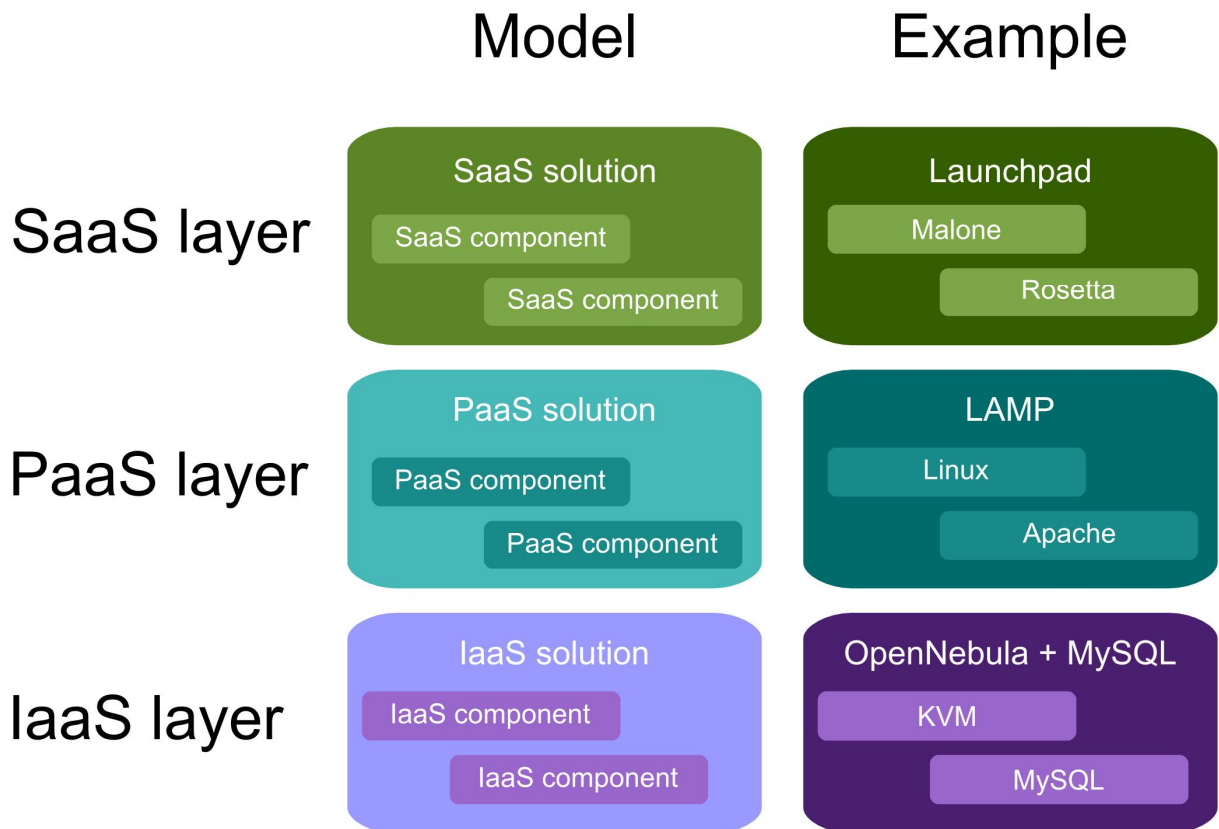 Model
Example
SaaS layer
SaaS solution
SaaS component
SaaS component
Launchpad
Malone
Rosetta
PaaS layer
PaaS solution
PaaS component
PaaS component
LAMP
Linux
Apache
IaaS layer
IaaS solution
IaaS component
IaaS component
OpenNebula + MySQL
KVM
MySQL